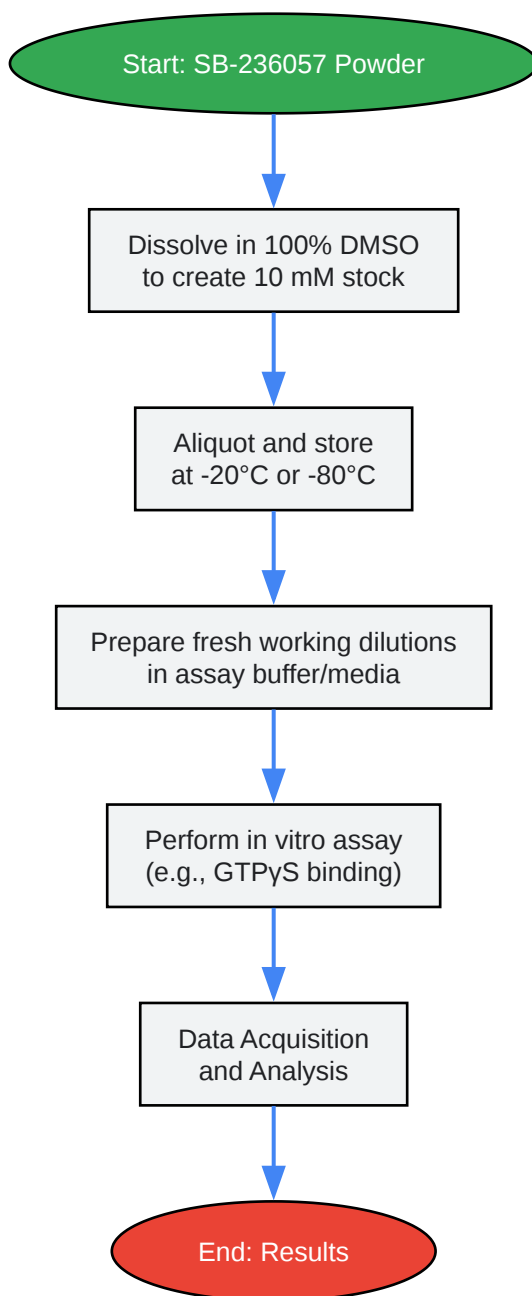 Start: SB-236057 Powder
Dissolve in 100% DMSO
to create 10 mM stock
Aliquot and store
at -20°C or -80°C
Prepare fresh working dilutions
in assay buffer/media
Perform in vitro assay
(e.g., GTPγS binding)
Data Acquisition
and Analysis
End: Results